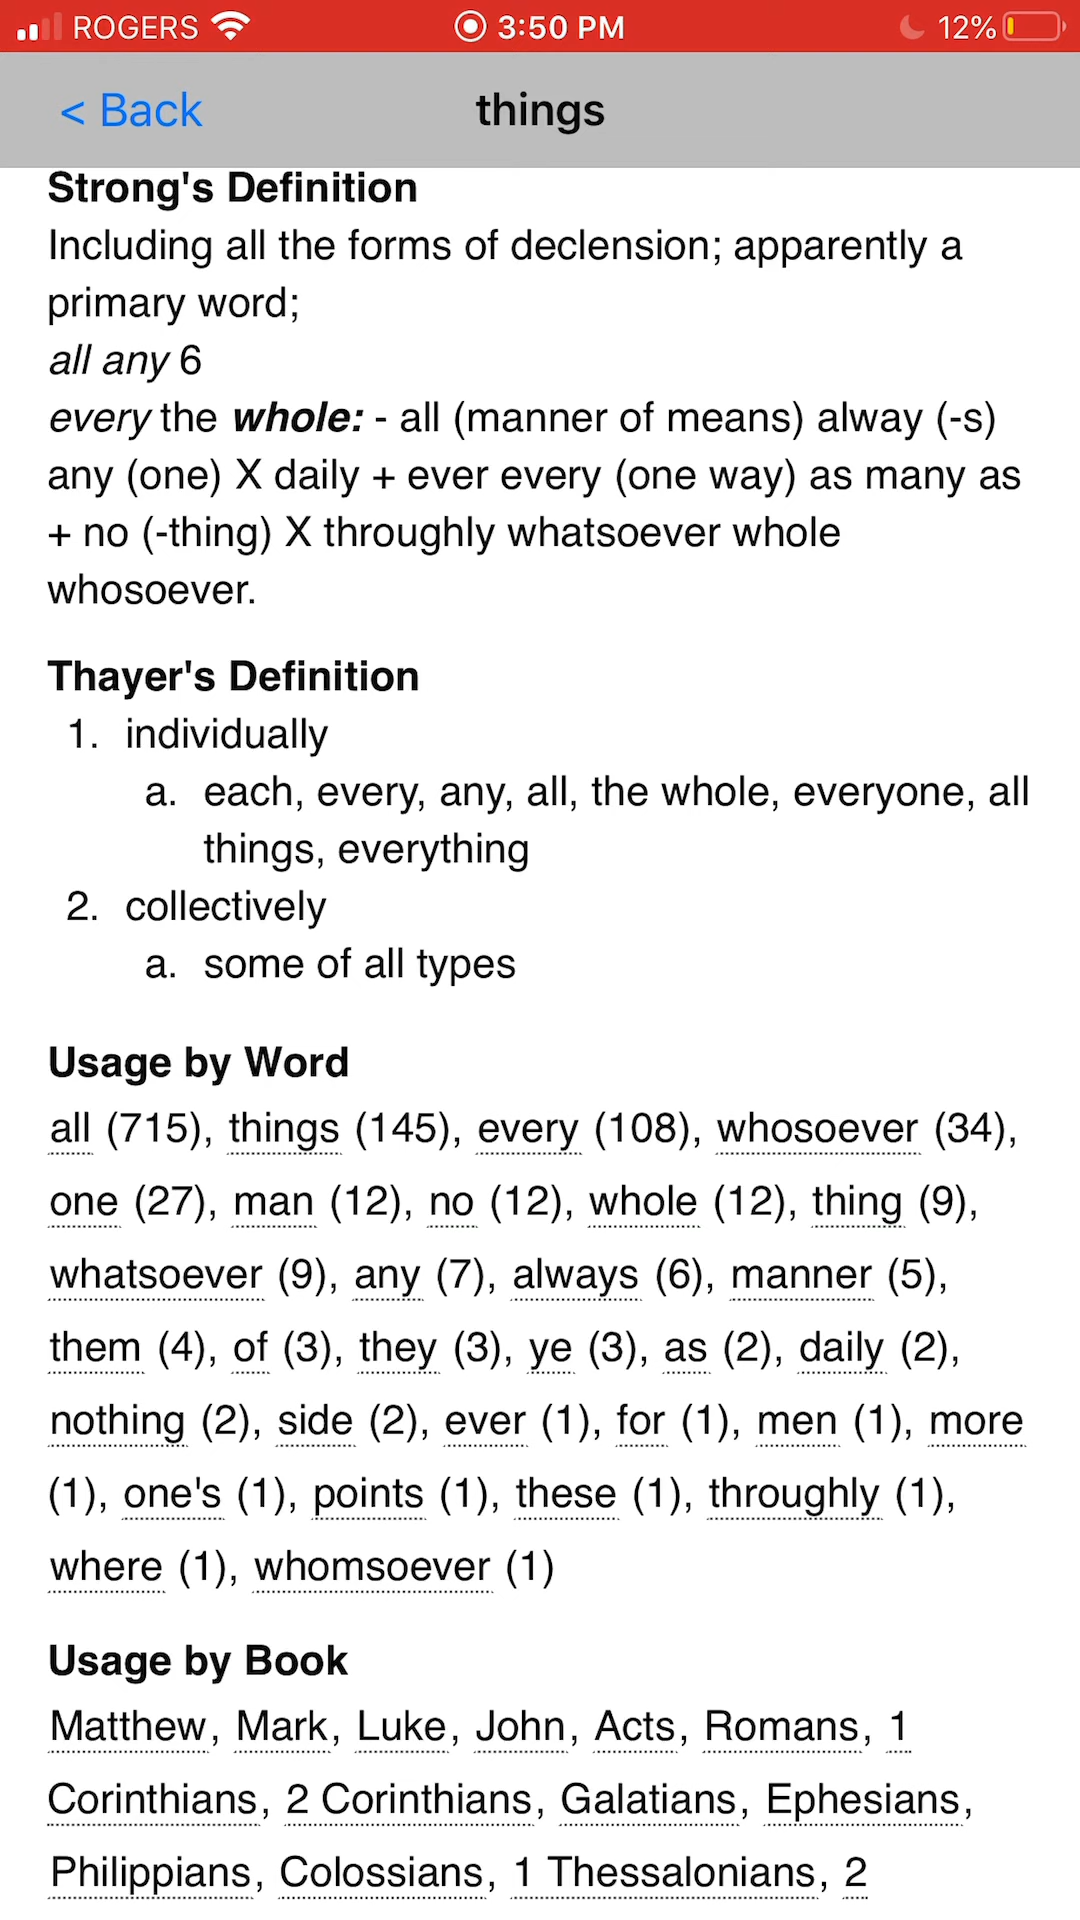 ROGERS 3:50 PM 12%
< Back things
Strong's Definition
Including all the forms of declension; apparently a
primary word;
all any 6
every the whole: - all (manner of means) alway (-s)
any (one) X daily + ever every (one way) as many as
+ no (-thing) X throughly whatsoever whole
whosoever.
Thayer's Definition
1. individually
a. each, every, any, all, the whole, everyone, all
things, everything
2. collectively
a. some of all types
Usage by Word
all (715), things (145), every (108), whosoever (34),
one (27), man (12), no (12), whole (12), thing (9),
whatsoever (9), any (7), always (6), manner (5),
them (4), of (3), they (3), ye (3), as (2), daily (2),
nothing (2), side (2), ever (1), for (1), men (1), more
(1), one's (1), points (1), these (1), throughly (1),
where (1), whomsoever (1)
Usage by Book
Matthew, Mark, Luke, John, Acts, Romans, 1
Corinthians, 2 Corinthians, Galatians, Ephesians,
Philippians, Colossians, 1 Thessalonians, 2